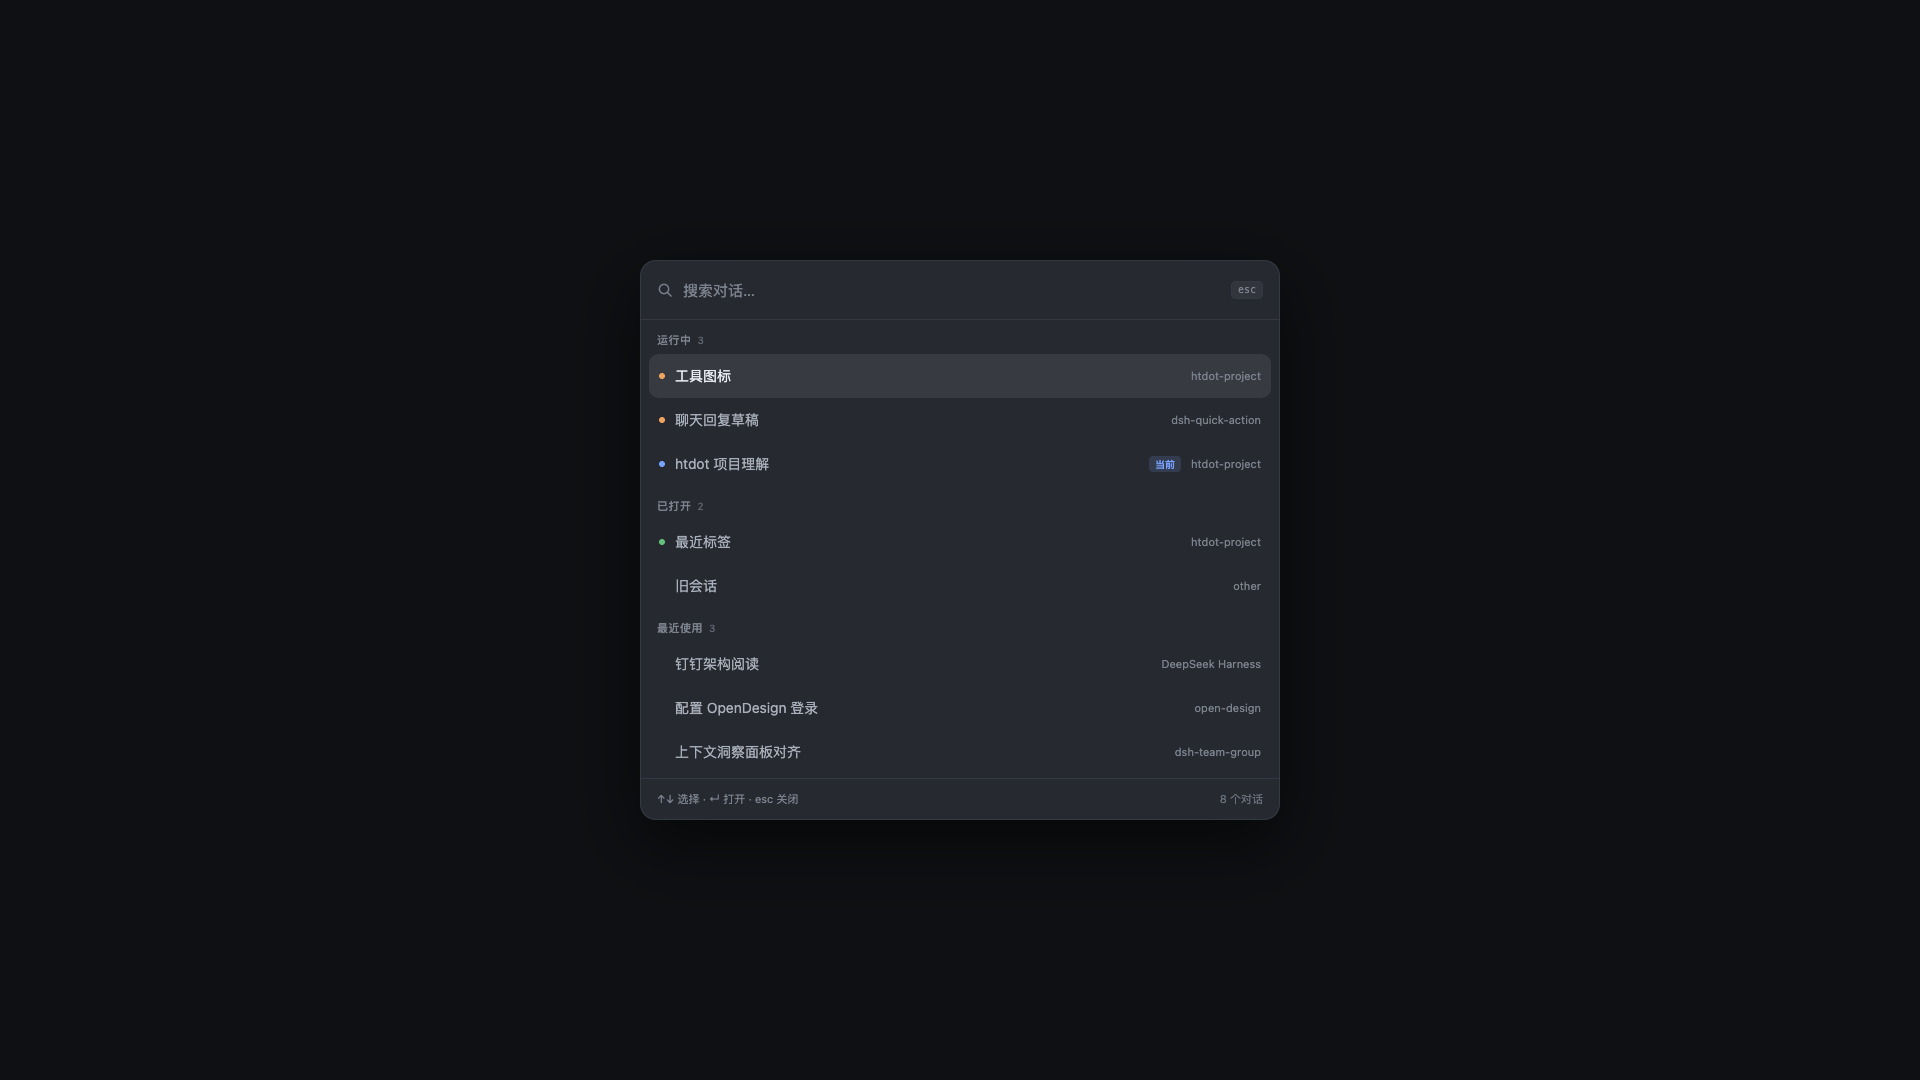 搜索对话... esc
运行中 3
工具图标 htdot-project
聊天回复草稿 dsh-quick-action
htdot 项目理解 当前 htdot-project
已打开 2
最近标签 htdot-project
旧会话 other
最近使用 3
钉钉架构阅读 DeepSeek Harness
配置 OpenDesign 登录 open-design
上下文洞察面板对齐 dsh-team-group
↑↓ 选择 · ↵ 打开 · esc 关闭 8 个对话